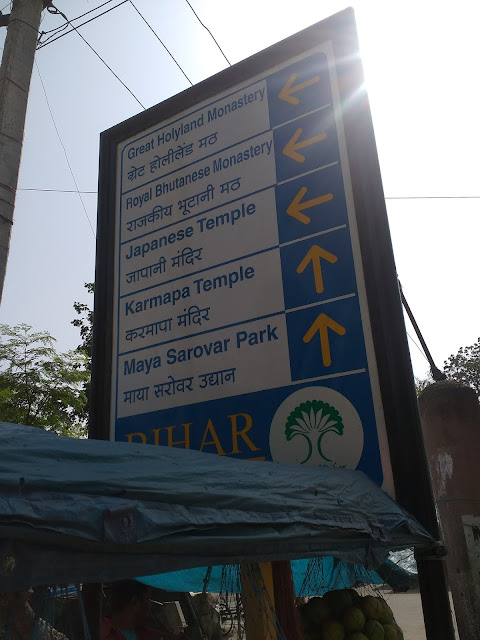 Great Holyland Monastery
ग्रेट होलीलेंड मठ
Royal Bhutanese Monastery
राजकीय भूटानी मठ
Japanese Temple
जापानी मंदिर
Karmapa Temple
करमापा मंदिर
Maya Sarovar Park
माया सरोवर उद्यान
BIHAR